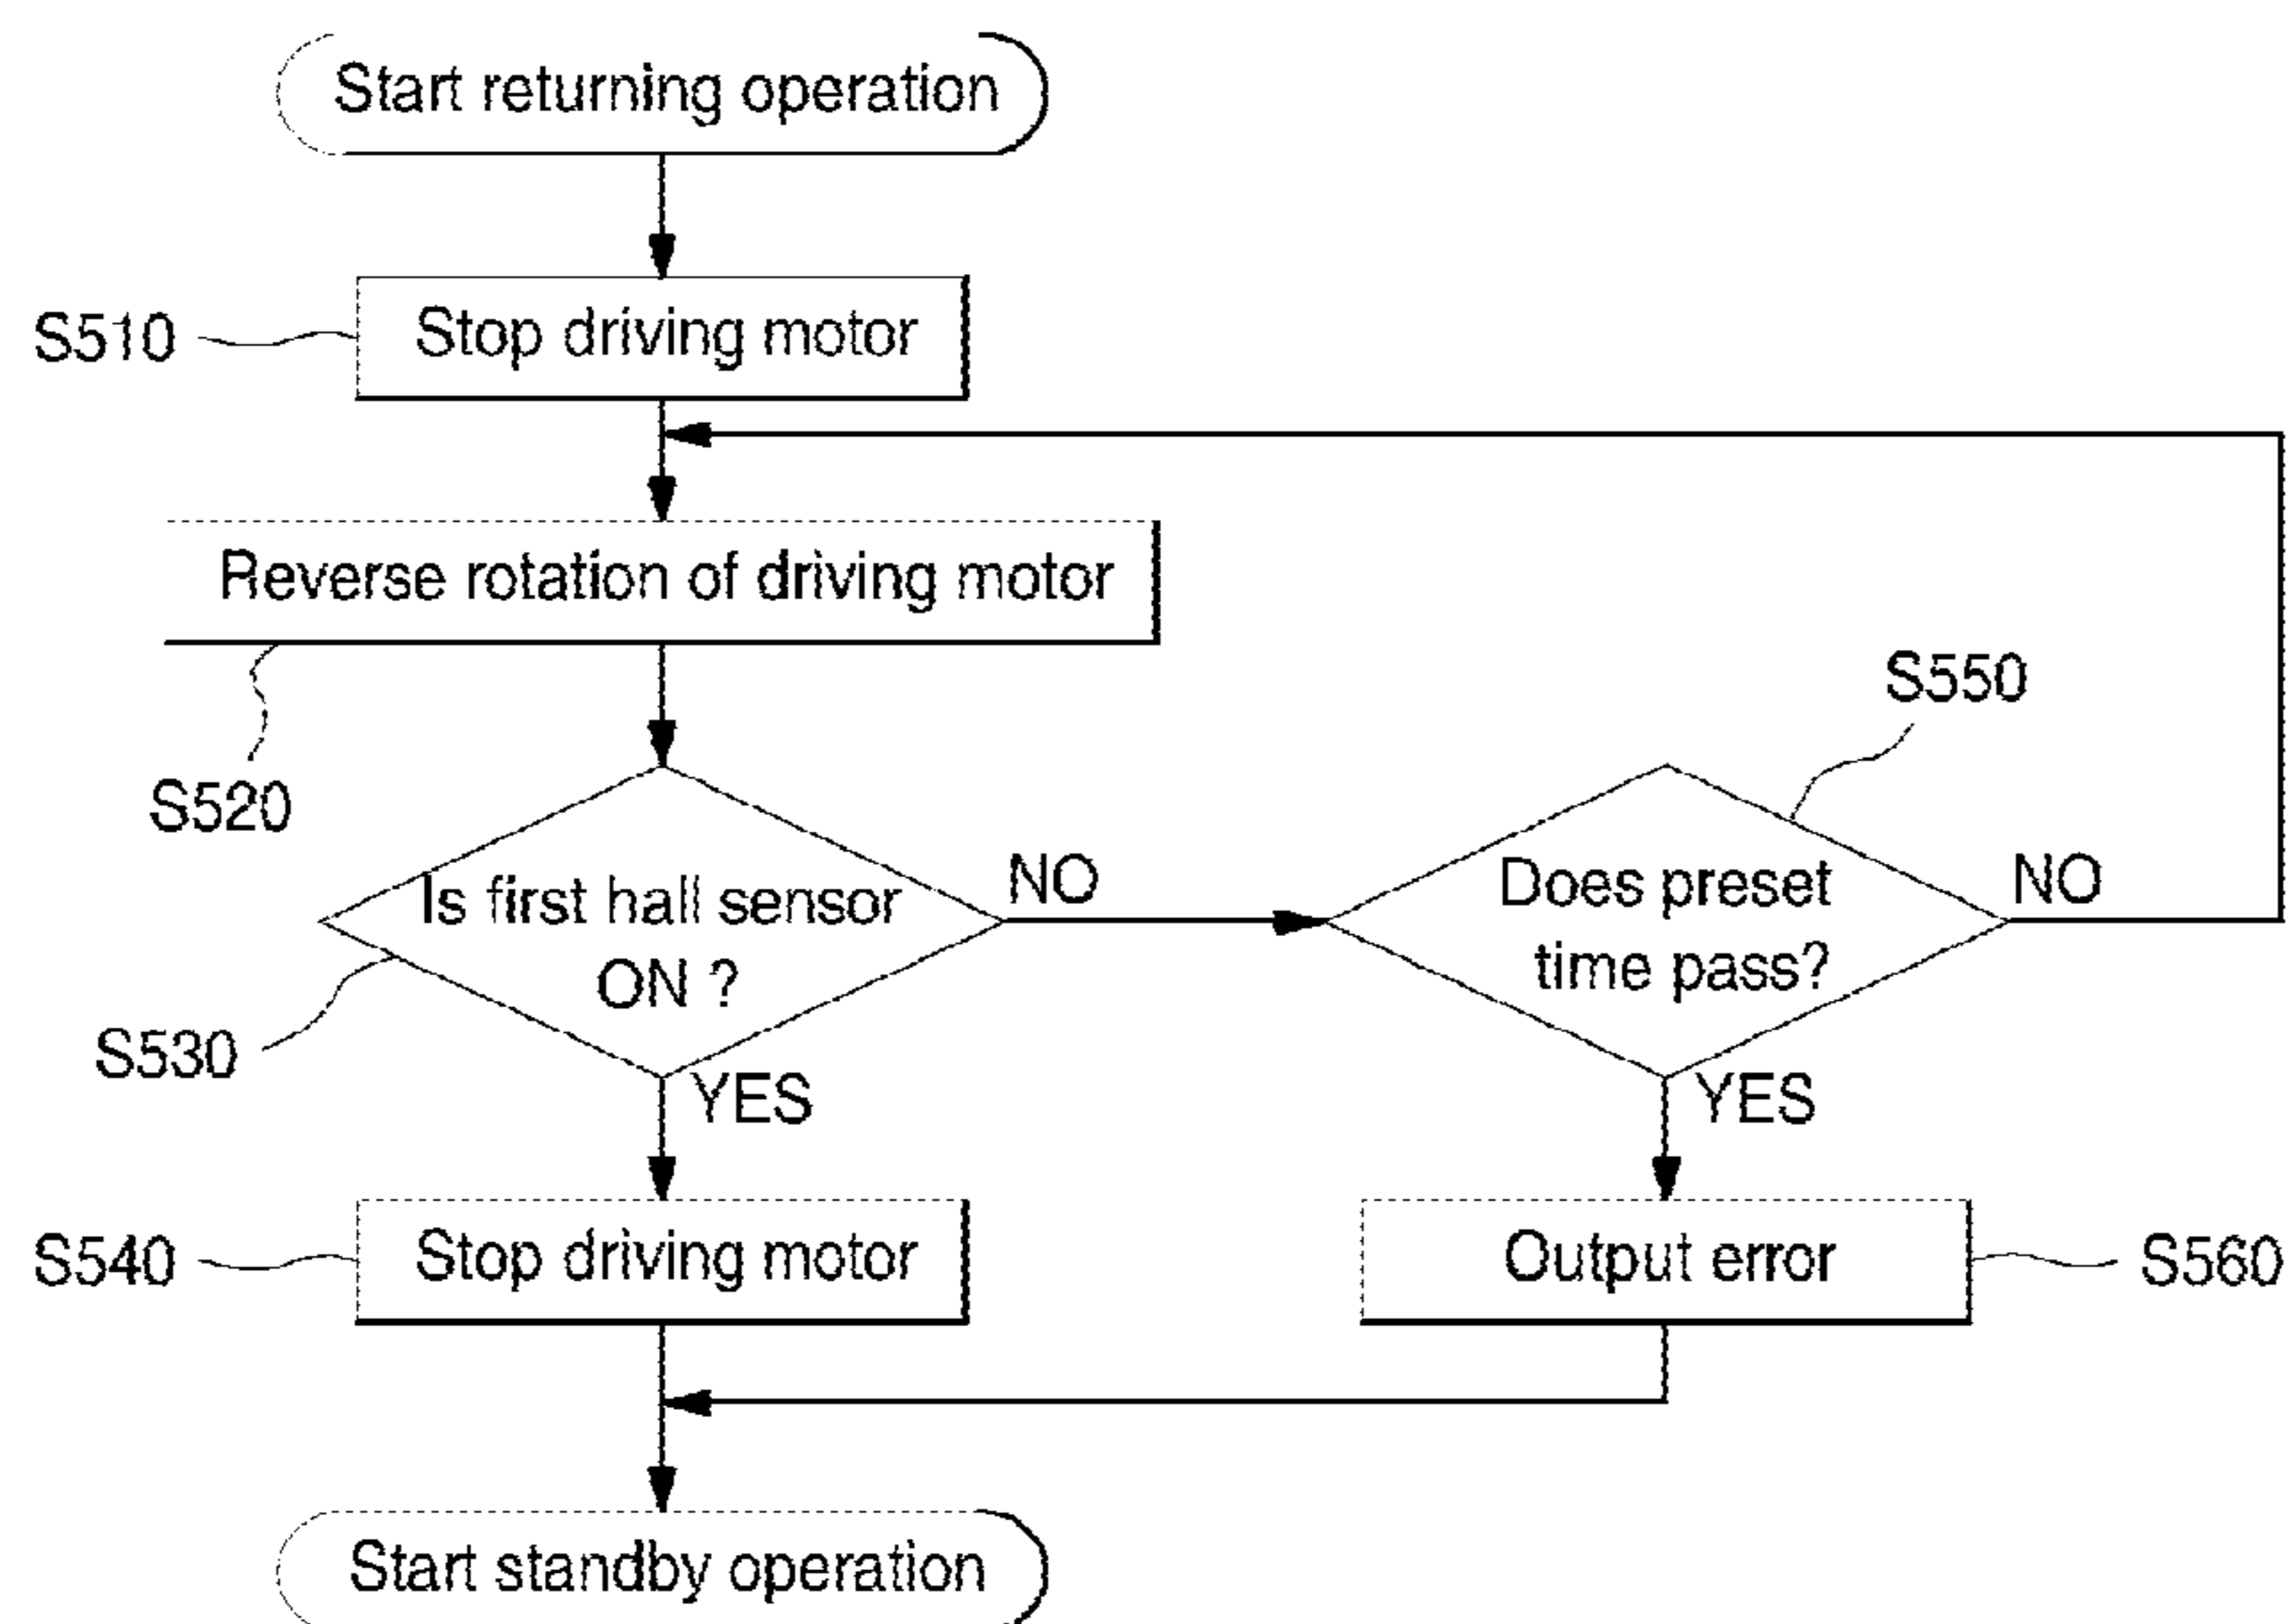 Start returning operation
S510
Stop driving motor
Reverse rotation of driving motor
S520
S550
Is first hall sensor
ON ?
NO
Does preset
time pass?
NO
S530
YES
YES
S540
Stop driving motor
Output error
S560
Start standby operation